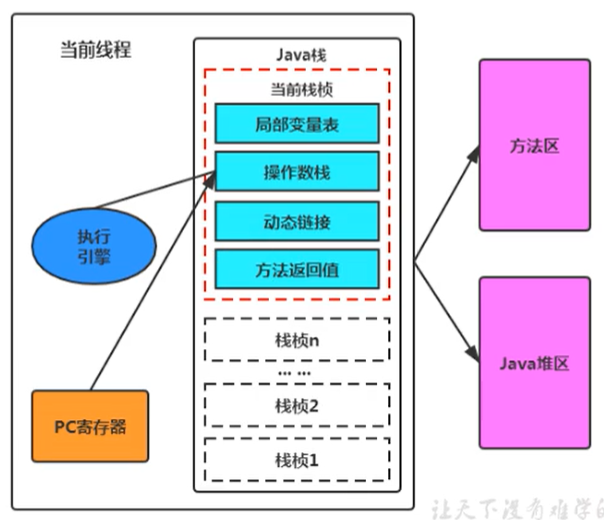 当前线程
Java栈
当前栈桢
局部变量表
操作数栈
动态链接
方法返回值
执行
引擎
栈桢n
... ...
栈桢2
栈桢1
PC寄存器
方法区
Java堆区
让天下没有难学的